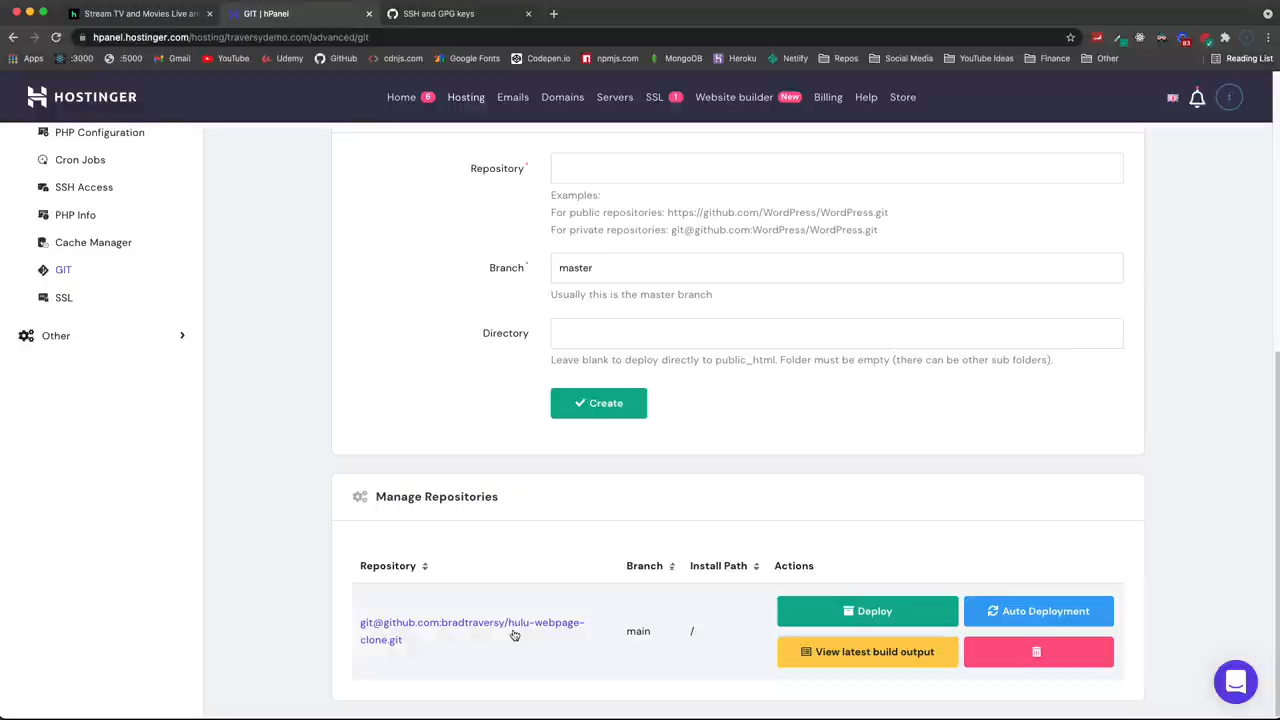 Stream TV and Movies Live an
GIT | hPanel
SSH and GPG keys
hpanel.hostinger.com/hosting/traversydemo.com/advanced/git
Apps
:3000
:5000
Gmail
YouTube
Udemy
GitHub
cdnjs.com
Google Fonts
Codepen.io
npmjs.com
MongoDB
Heroku
Netlify
Repos
Social Media
YouTube Ideas
Finance
Other
Reading List
83
HOSTINGER
Home 6
Hosting
Emails
Domains
Servers
SSL 1
Website builder New
Billing
Help
Store
PHP Configuration
Cron Jobs
SSH Access
PHP Info
Cache Manager
GIT
SSL
Other
Repository*
Examples:
For public repositories: https://github.com/WordPress/WordPress.git
For private repositories: git@github.com:WordPress/WordPress.git
Branch*
master
Usually this is the master branch
Directory
Leave blank to deploy directly to public_html. Folder must be empty (there can be other sub folders).
Create
Manage Repositories
Repository
Branch
Install Path
Actions
git@github.com:bradtraversy/hulu-webpage-
clone.git
main
/
Deploy
Auto Deployment
View latest build output